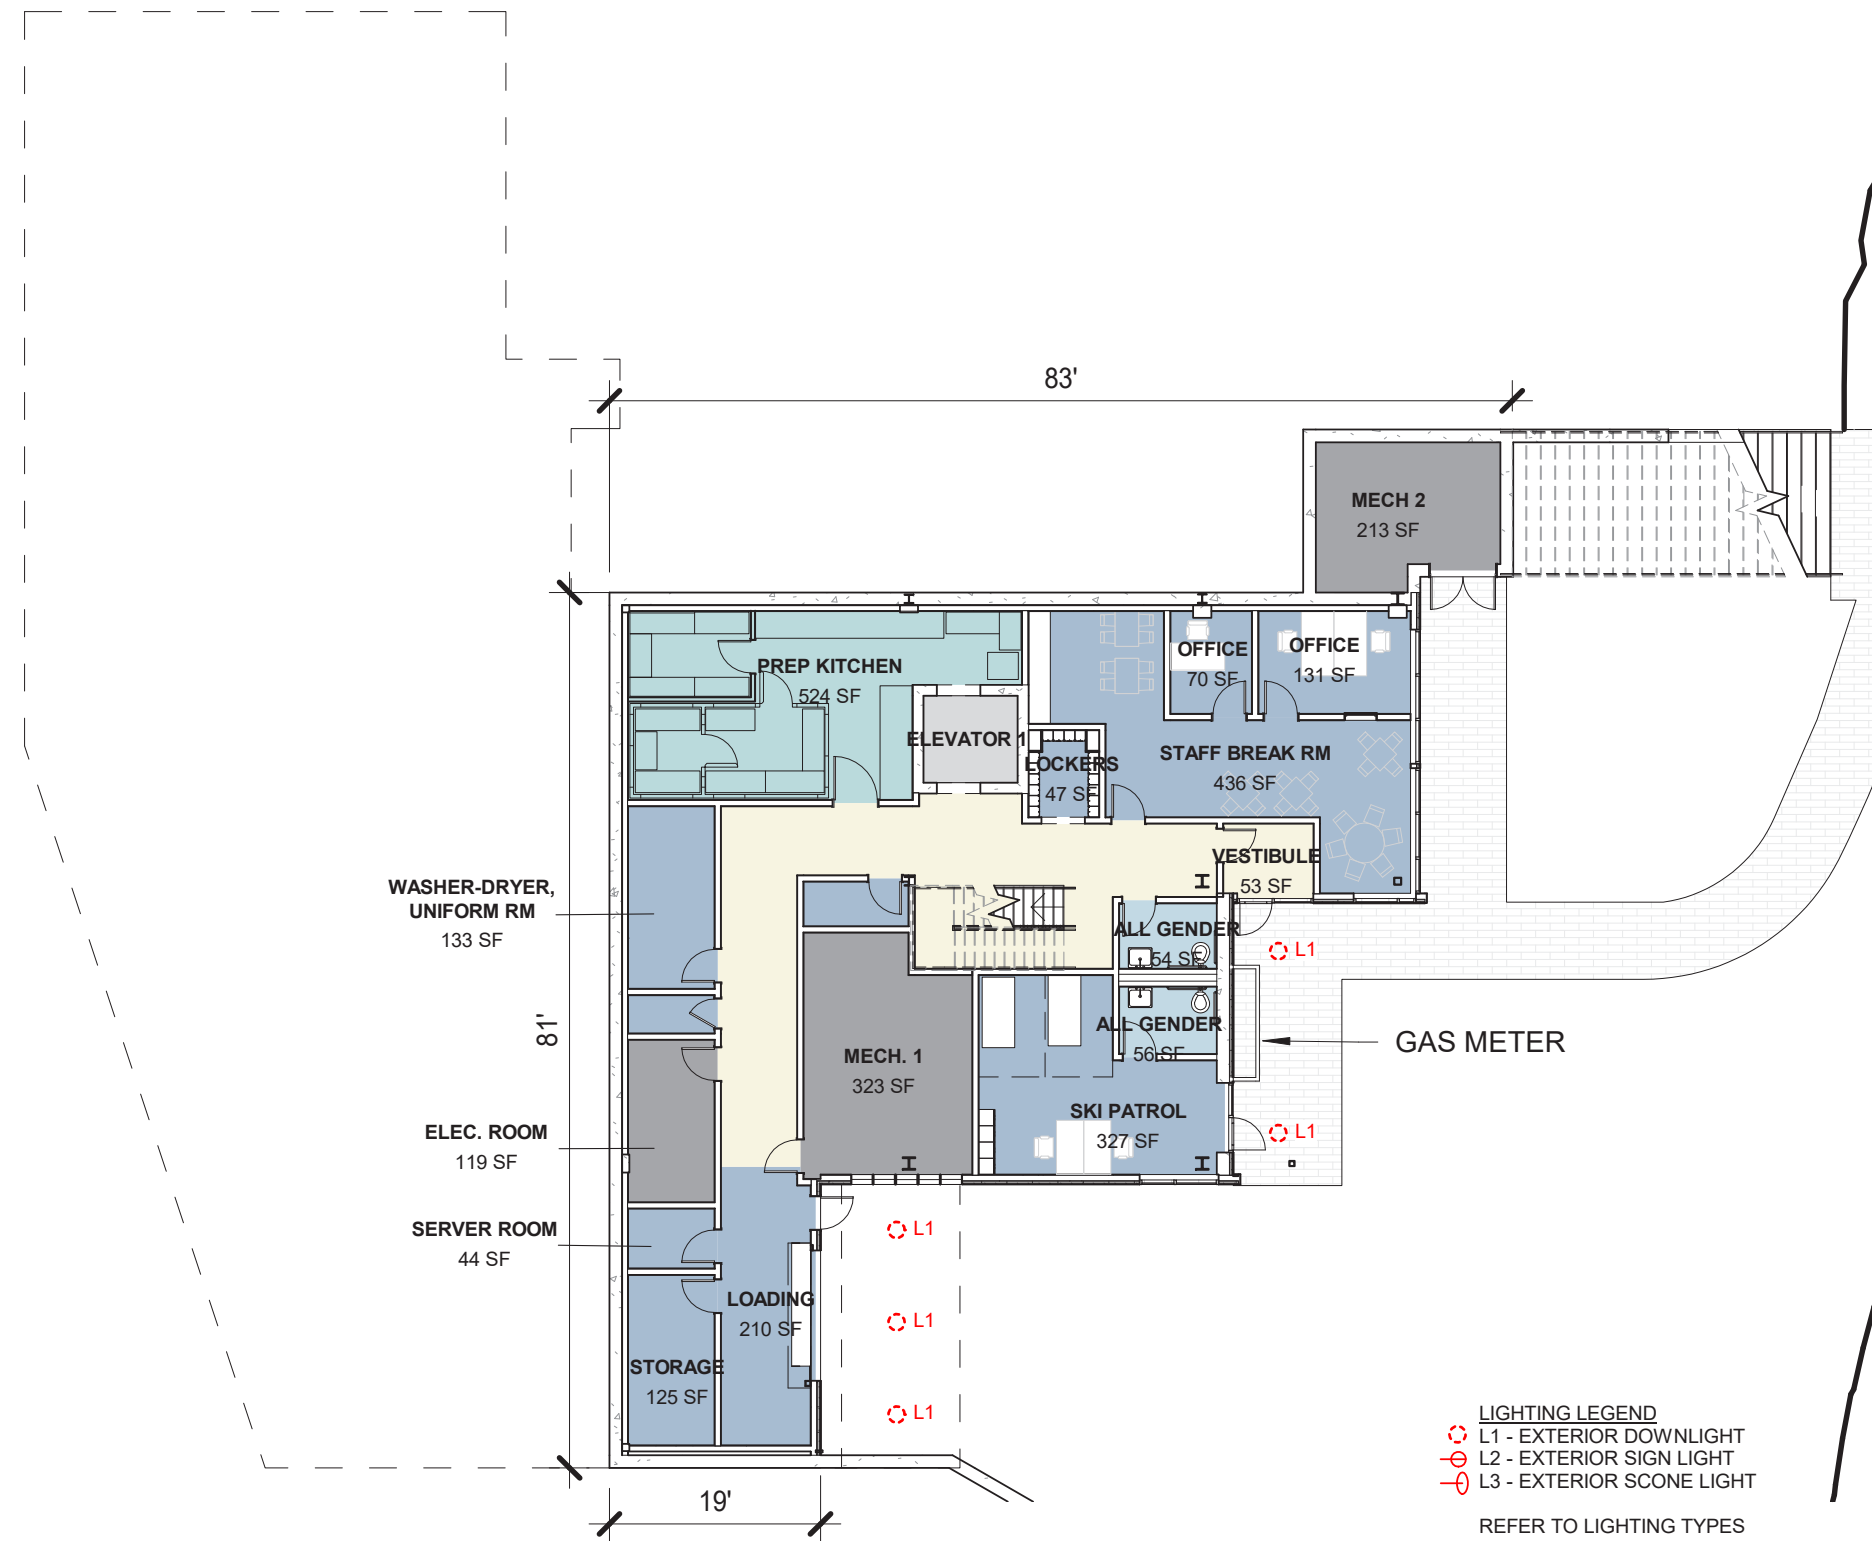 83'
MECH 2
213 SF
PREP KITCHEN
524 SF
OFFICE
70 SF
OFFICE
131 SF
ELEVATOR 1
LOCKERS
47 SF
STAFF BREAK RM
436 SF
VESTIBULE
53 SF
WASHER-DRYER,
UNIFORM RM
133 SF
ALL GENDER
54 SF
L1
81'
ALL GENDER
56 SF
GAS METER
MECH. 1
323 SF
SKI PATROL
327 SF
L1
ELEC. ROOM
119 SF
SERVER ROOM
44 SF
L1
LOADING
210 SF
L1
STORAGE
125 SF
L1
19'
LIGHTING LEGEND
L1 - EXTERIOR DOWNLIGHT
L2 - EXTERIOR SIGN LIGHT
L3 - EXTERIOR SCONE LIGHT
REFER TO LIGHTING TYPES